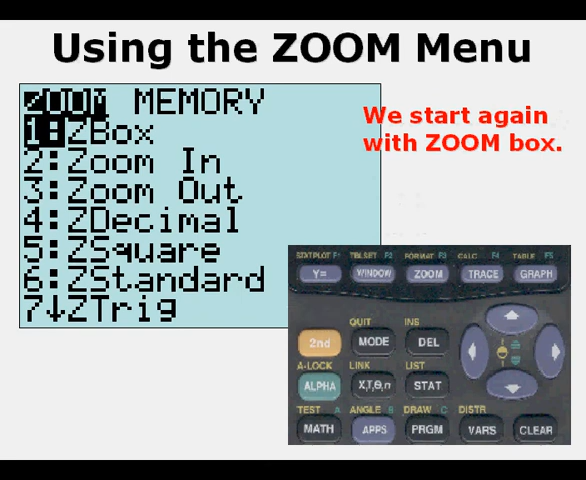 Using the ZOOM Menu
ZOOM MEMORY
1:ZBox
2:Zoom In
3:Zoom Out
4:ZDecimal
5:ZSquare
6:ZStandard
7↓ZTrig
We start again
with ZOOM box.
STATPLOT F1 TBLSET F2 FORMAT F3 CALC F4 TABLE F5
Y= WINDOW ZOOM TRACE GRAPH
QUIT INS
2nd MODE DEL
A-LOCK LINK LIST
ALPHA X,T,Θ,n STAT
TEST A ANGLE B DRAW C DISTR
MATH APPS PRGM VARS CLEAR